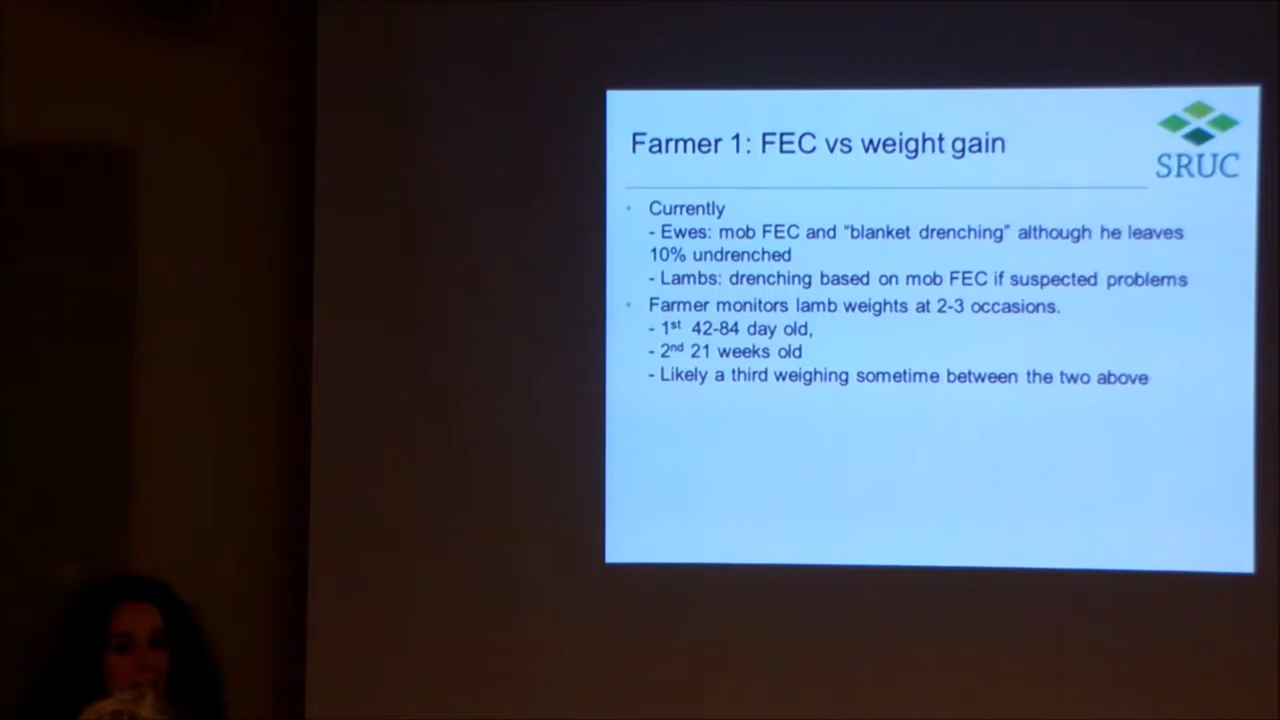 Farmer 1: FEC vs weight gain
SRUC
• Currently
- Ewes: mob FEC and “blanket drenching” although he leaves
10% undrenched
- Lambs: drenching based on mob FEC if suspected problems
• Farmer monitors lamb weights at 2-3 occasions.
- 1st 42-84 day old,
- 2nd 21 weeks old
- Likely a third weighing sometime between the two above